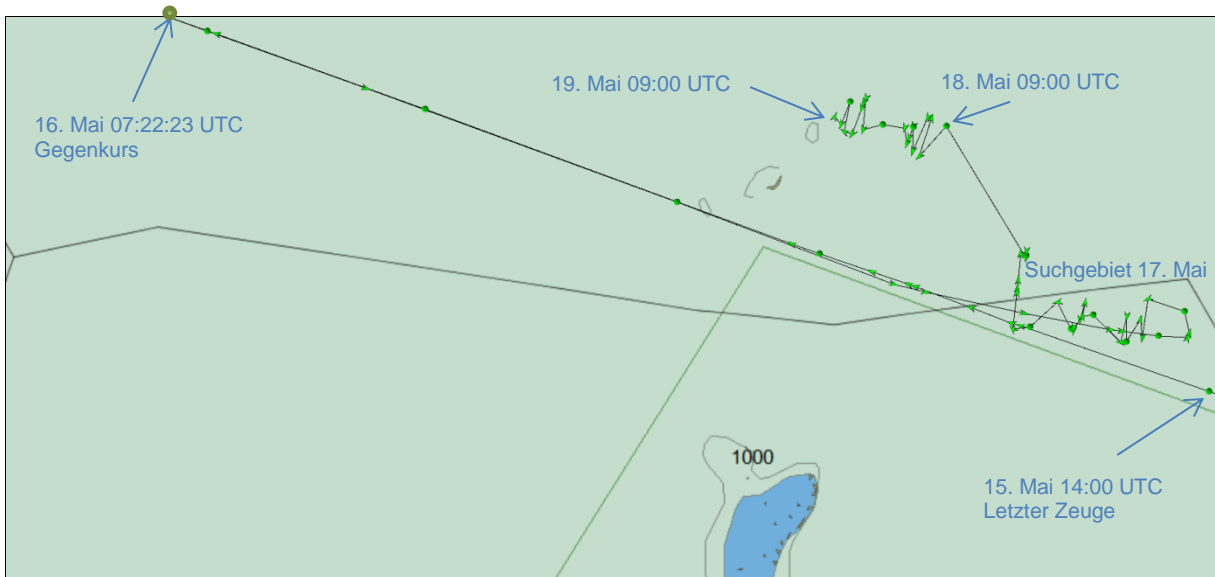 19. Mai 09:00 UTC
18. Mai 09:00 UTC
16. Mai 07:22:23 UTC
Gegenkurs
Suchgebiet 17. Mai
1000
15. Mai 14:00 UTC
Letzter Zeuge